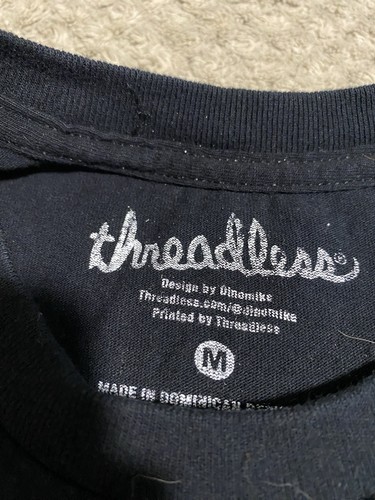 threadless®
Design by Dinomike
Threadless.com/@dinomike
Printed by Threadless
M
MADE IN DOMINICAN